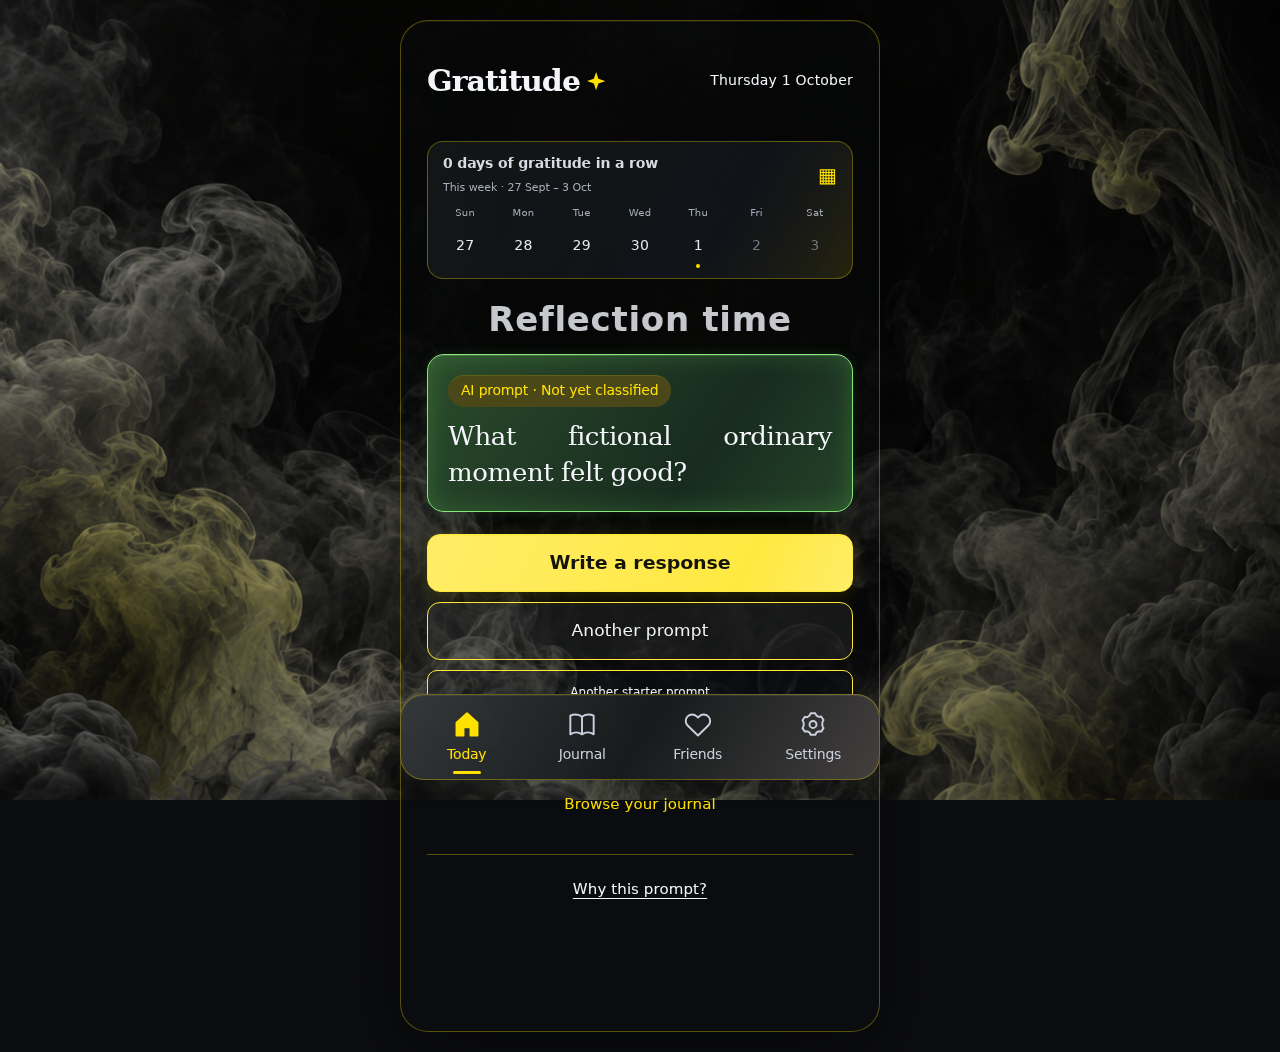 Gratitude
Thursday 1 October
0 days of gratitude in a row
This week · 27 Sept – 3 Oct
Sun Mon Tue Wed Thu Fri Sat
27 28 29 30 1 2 3
Reflection time
AI prompt · Not yet classified
What fictional ordinary
moment felt good?
Write a response
Another prompt
Another starter prompt
Today Journal Friends Settings
Browse your journal
Why this prompt?